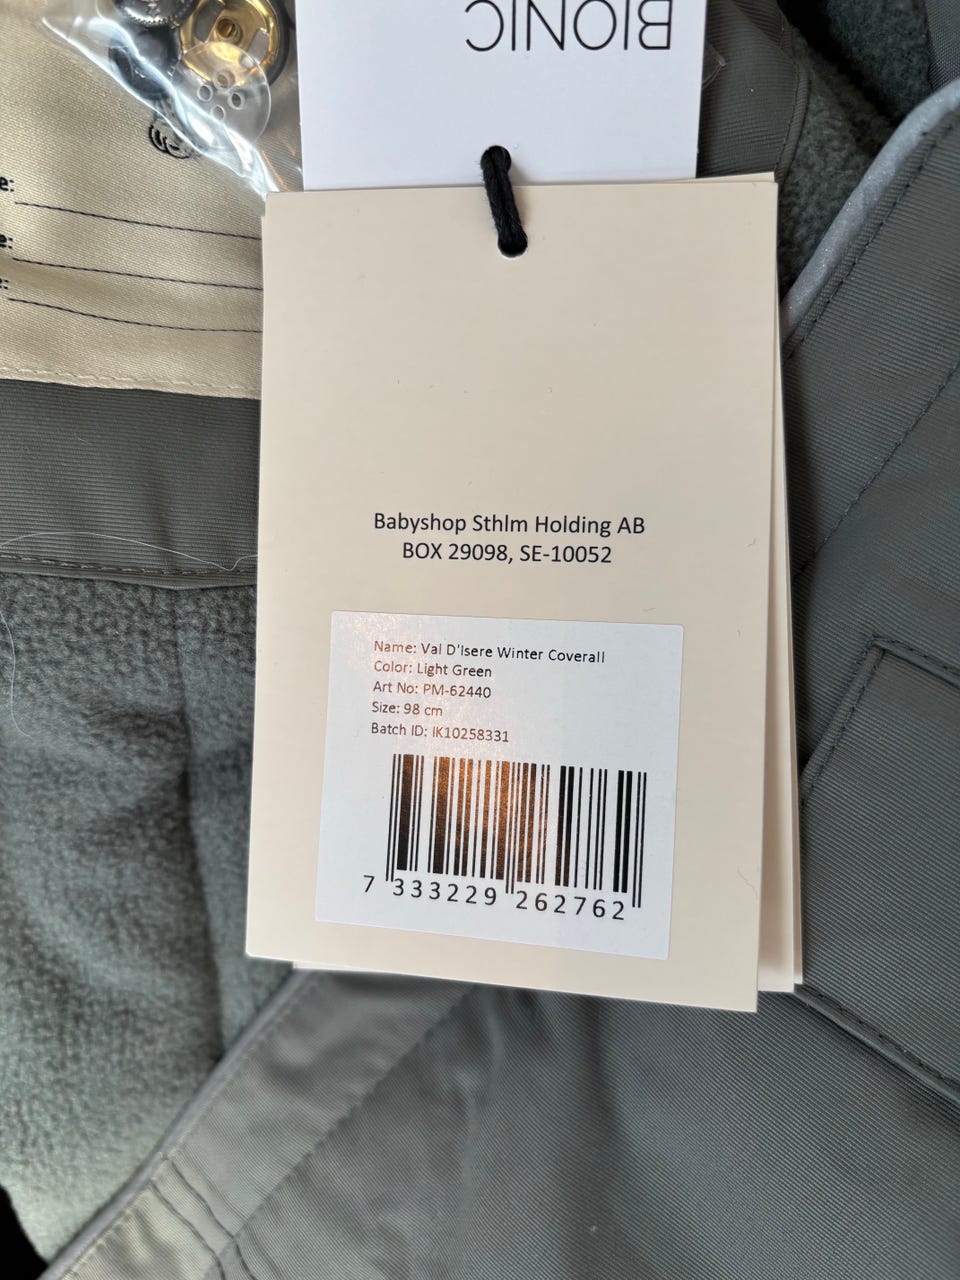 BIONIC
e:
e:
e:
Babyshop Sthlm Holding AB
BOX 29098, SE-10052
Name: Val D'Isere Winter Coverall
Color: Light Green
Art No: PM-62440
Size: 98 cm
Batch ID: IK10258331
7 333229 262762